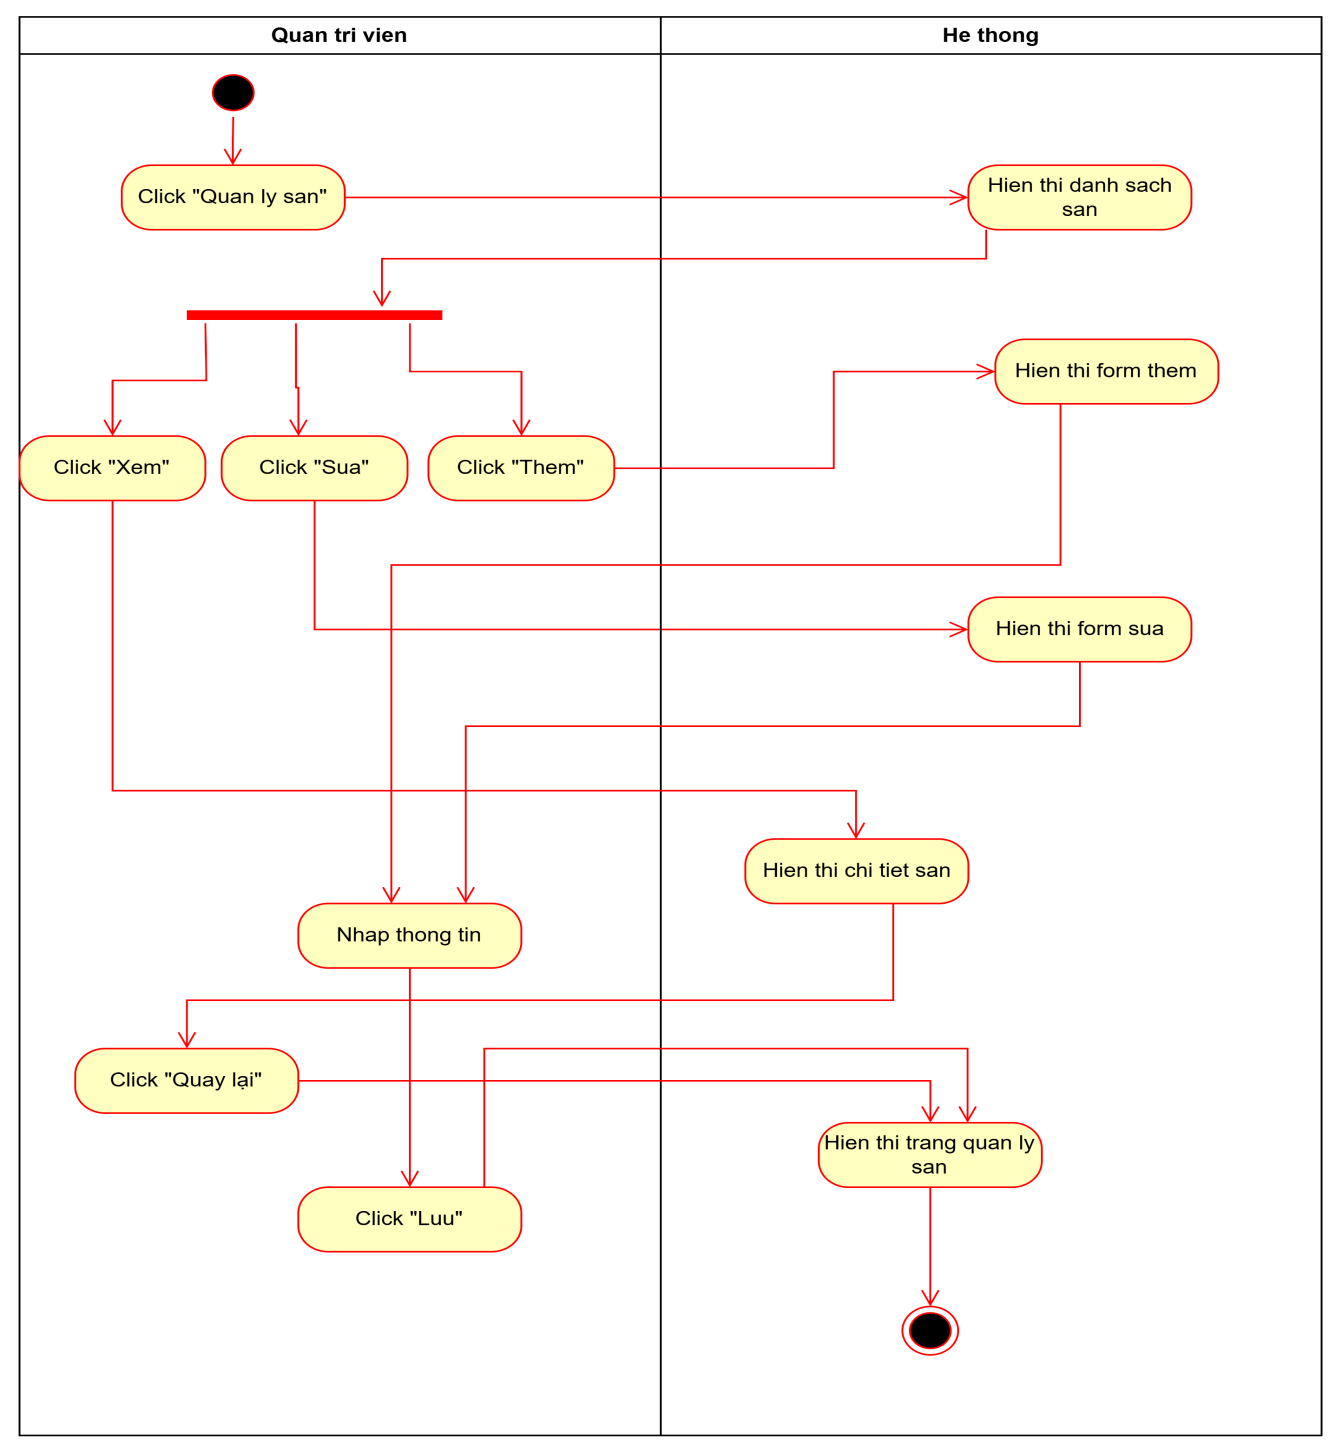 Quan tri vien
He thong
Click "Quan ly san"
Hien thi danh sach
san
Hien thi form them
Click "Xem"
Click "Sua"
Click "Them"
Hien thi form sua
Hien thi chi tiet san
Nhap thong tin
Click "Quay lại"
Hien thi trang quan ly
san
Click "Luu"